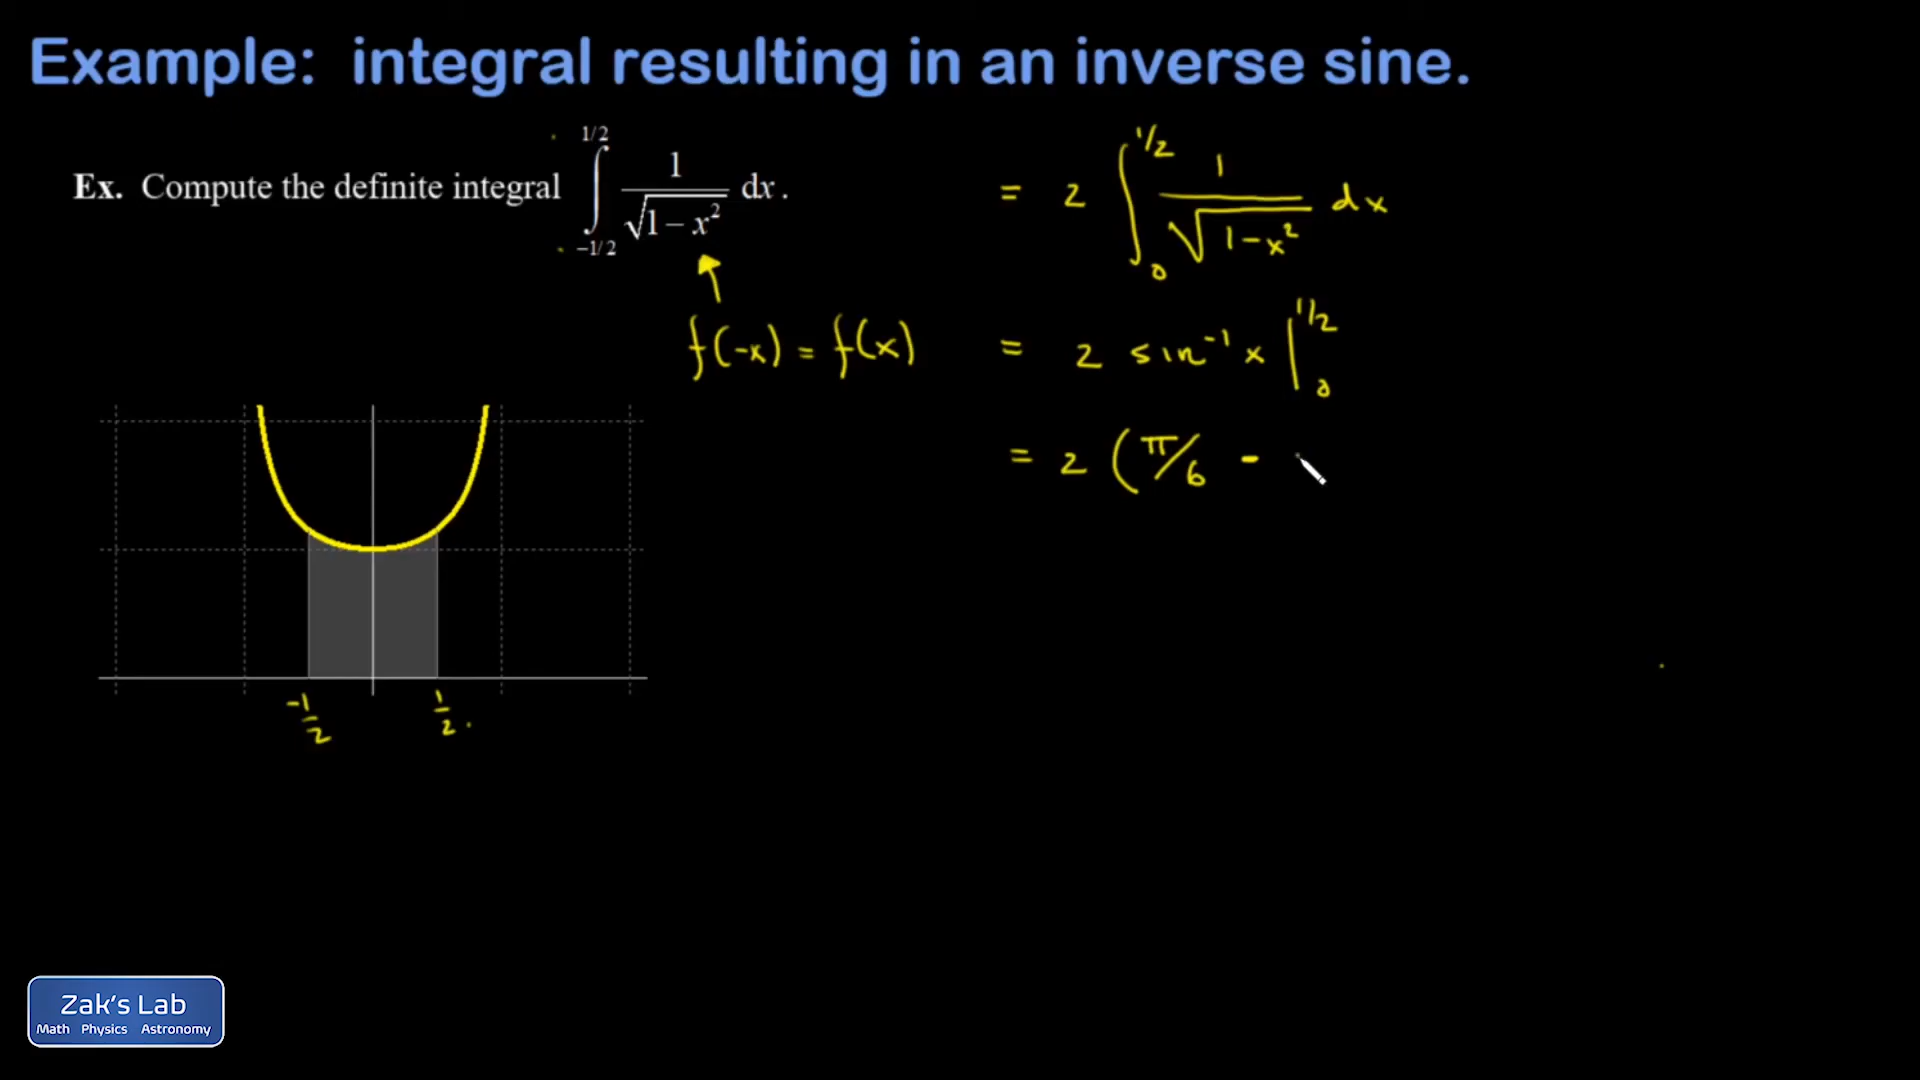 Example: integral resulting in an inverse sine.
Ex. Compute the definite integral ∫_{-1/2}^{1/2} 1/√(1 − x²) dx.
= 2 ∫_0^{1/2} 1/√(1-x²) dx
f(-x) = f(x)
= 2 sin⁻¹ x |_0^{1/2}
= 2 (π/6 -
-1/2
1/2
Zak's Lab
Math Physics Astronomy